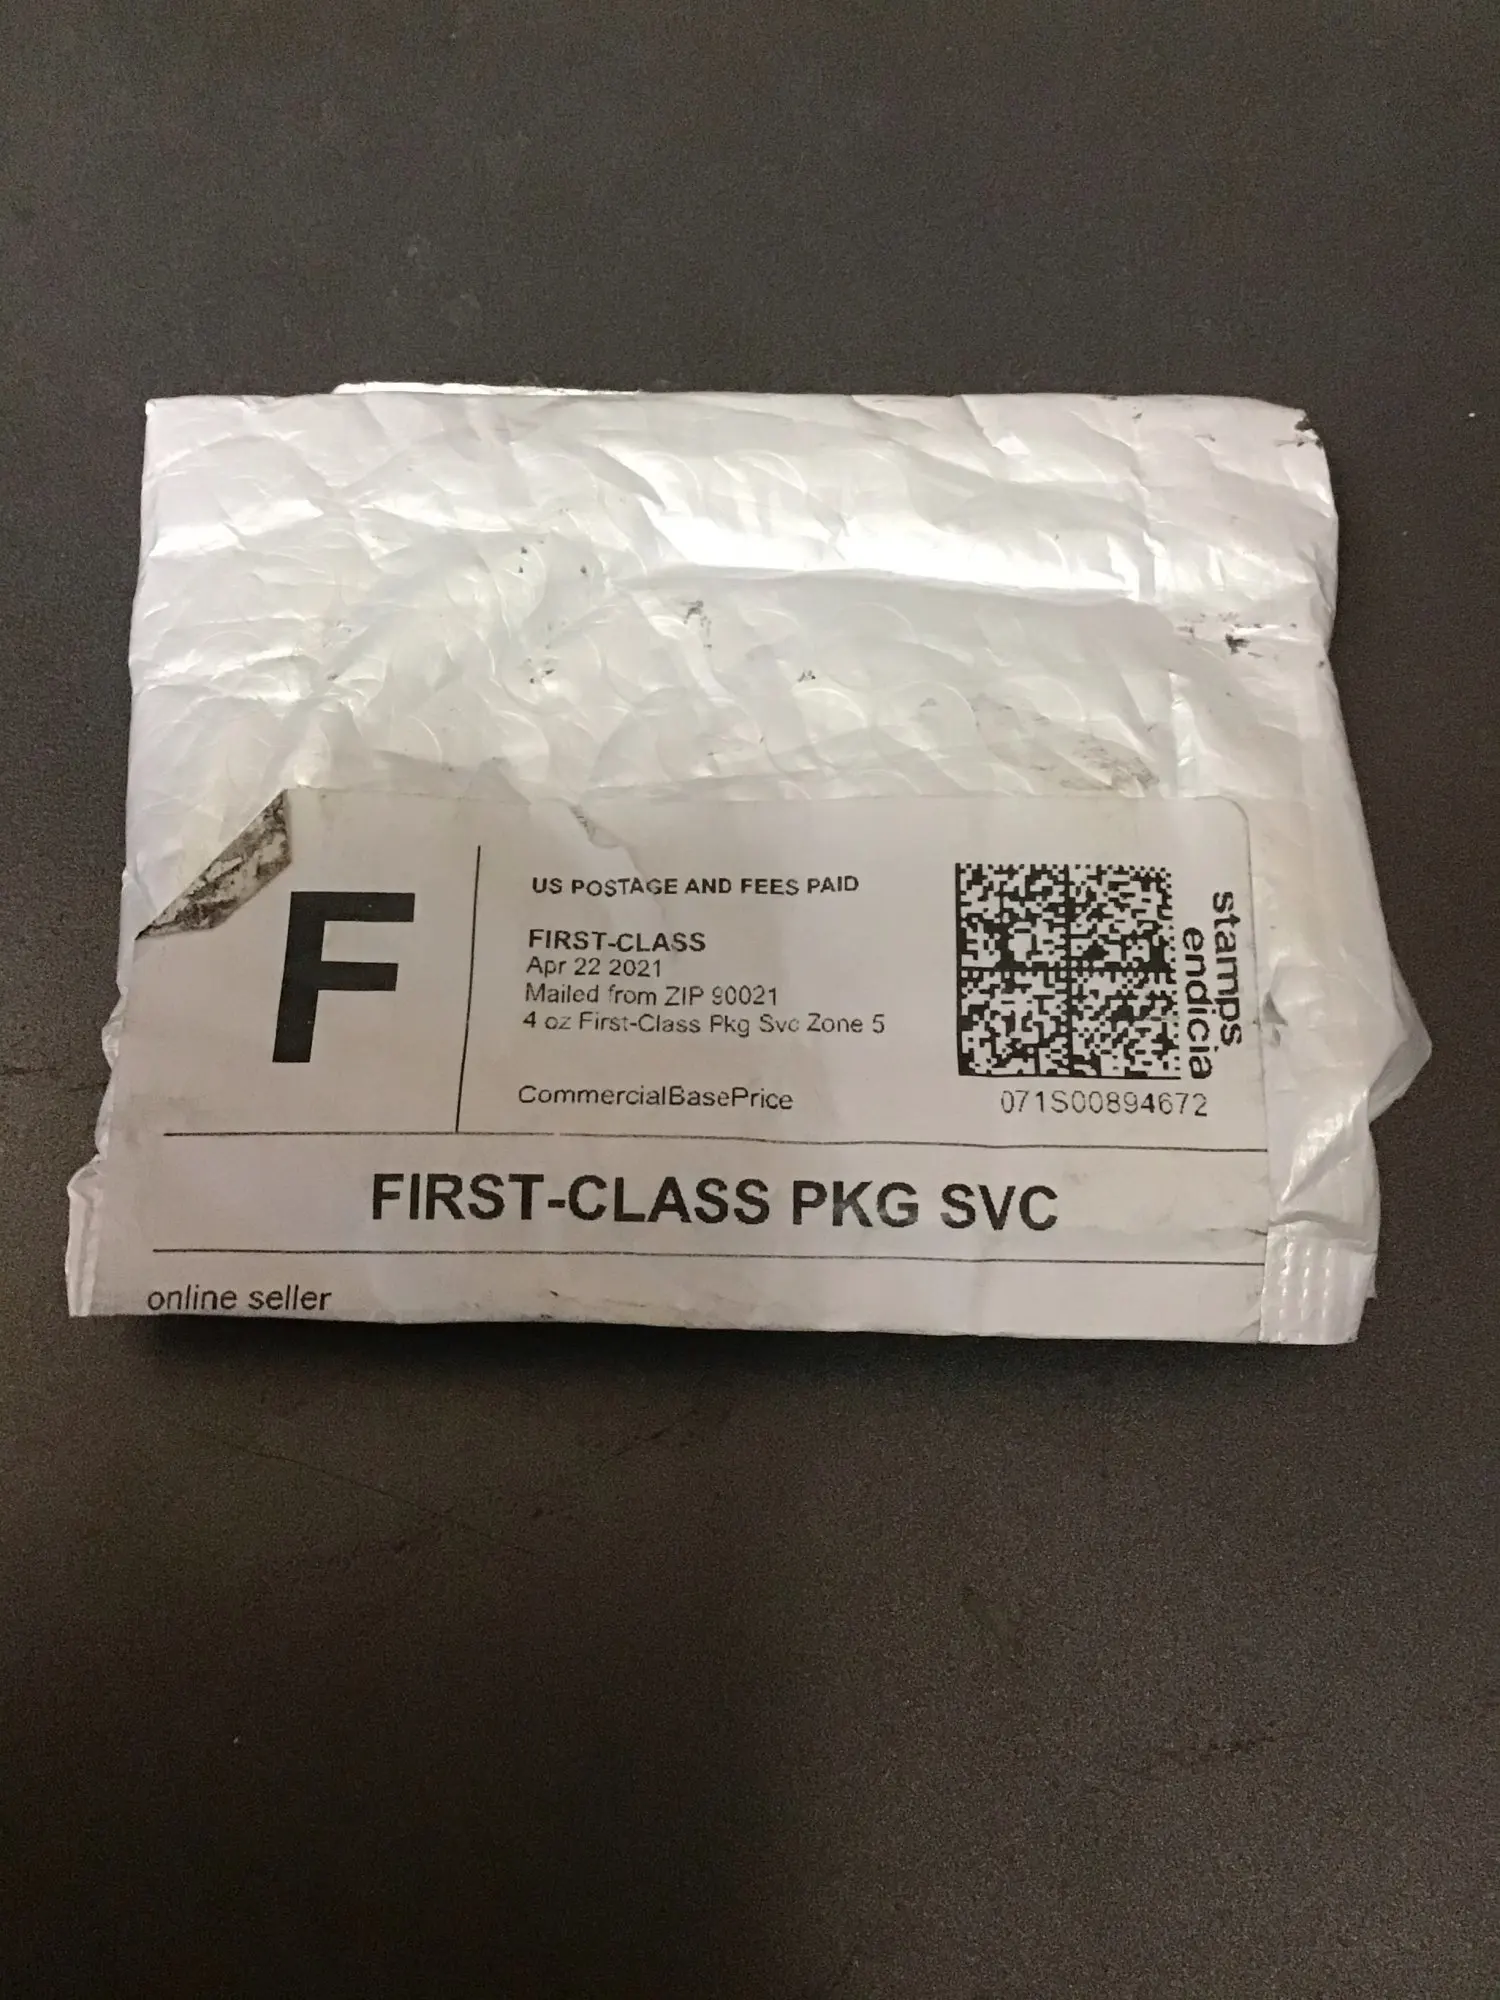 F
US POSTAGE AND FEES PAID
FIRST-CLASS
Apr 22 2021
Mailed from ZIP 90021
4 oz First-Class Pkg Svc Zone 5
CommercialBasePrice
stamps
endicia
071S00894672
FIRST-CLASS PKG SVC
online seller